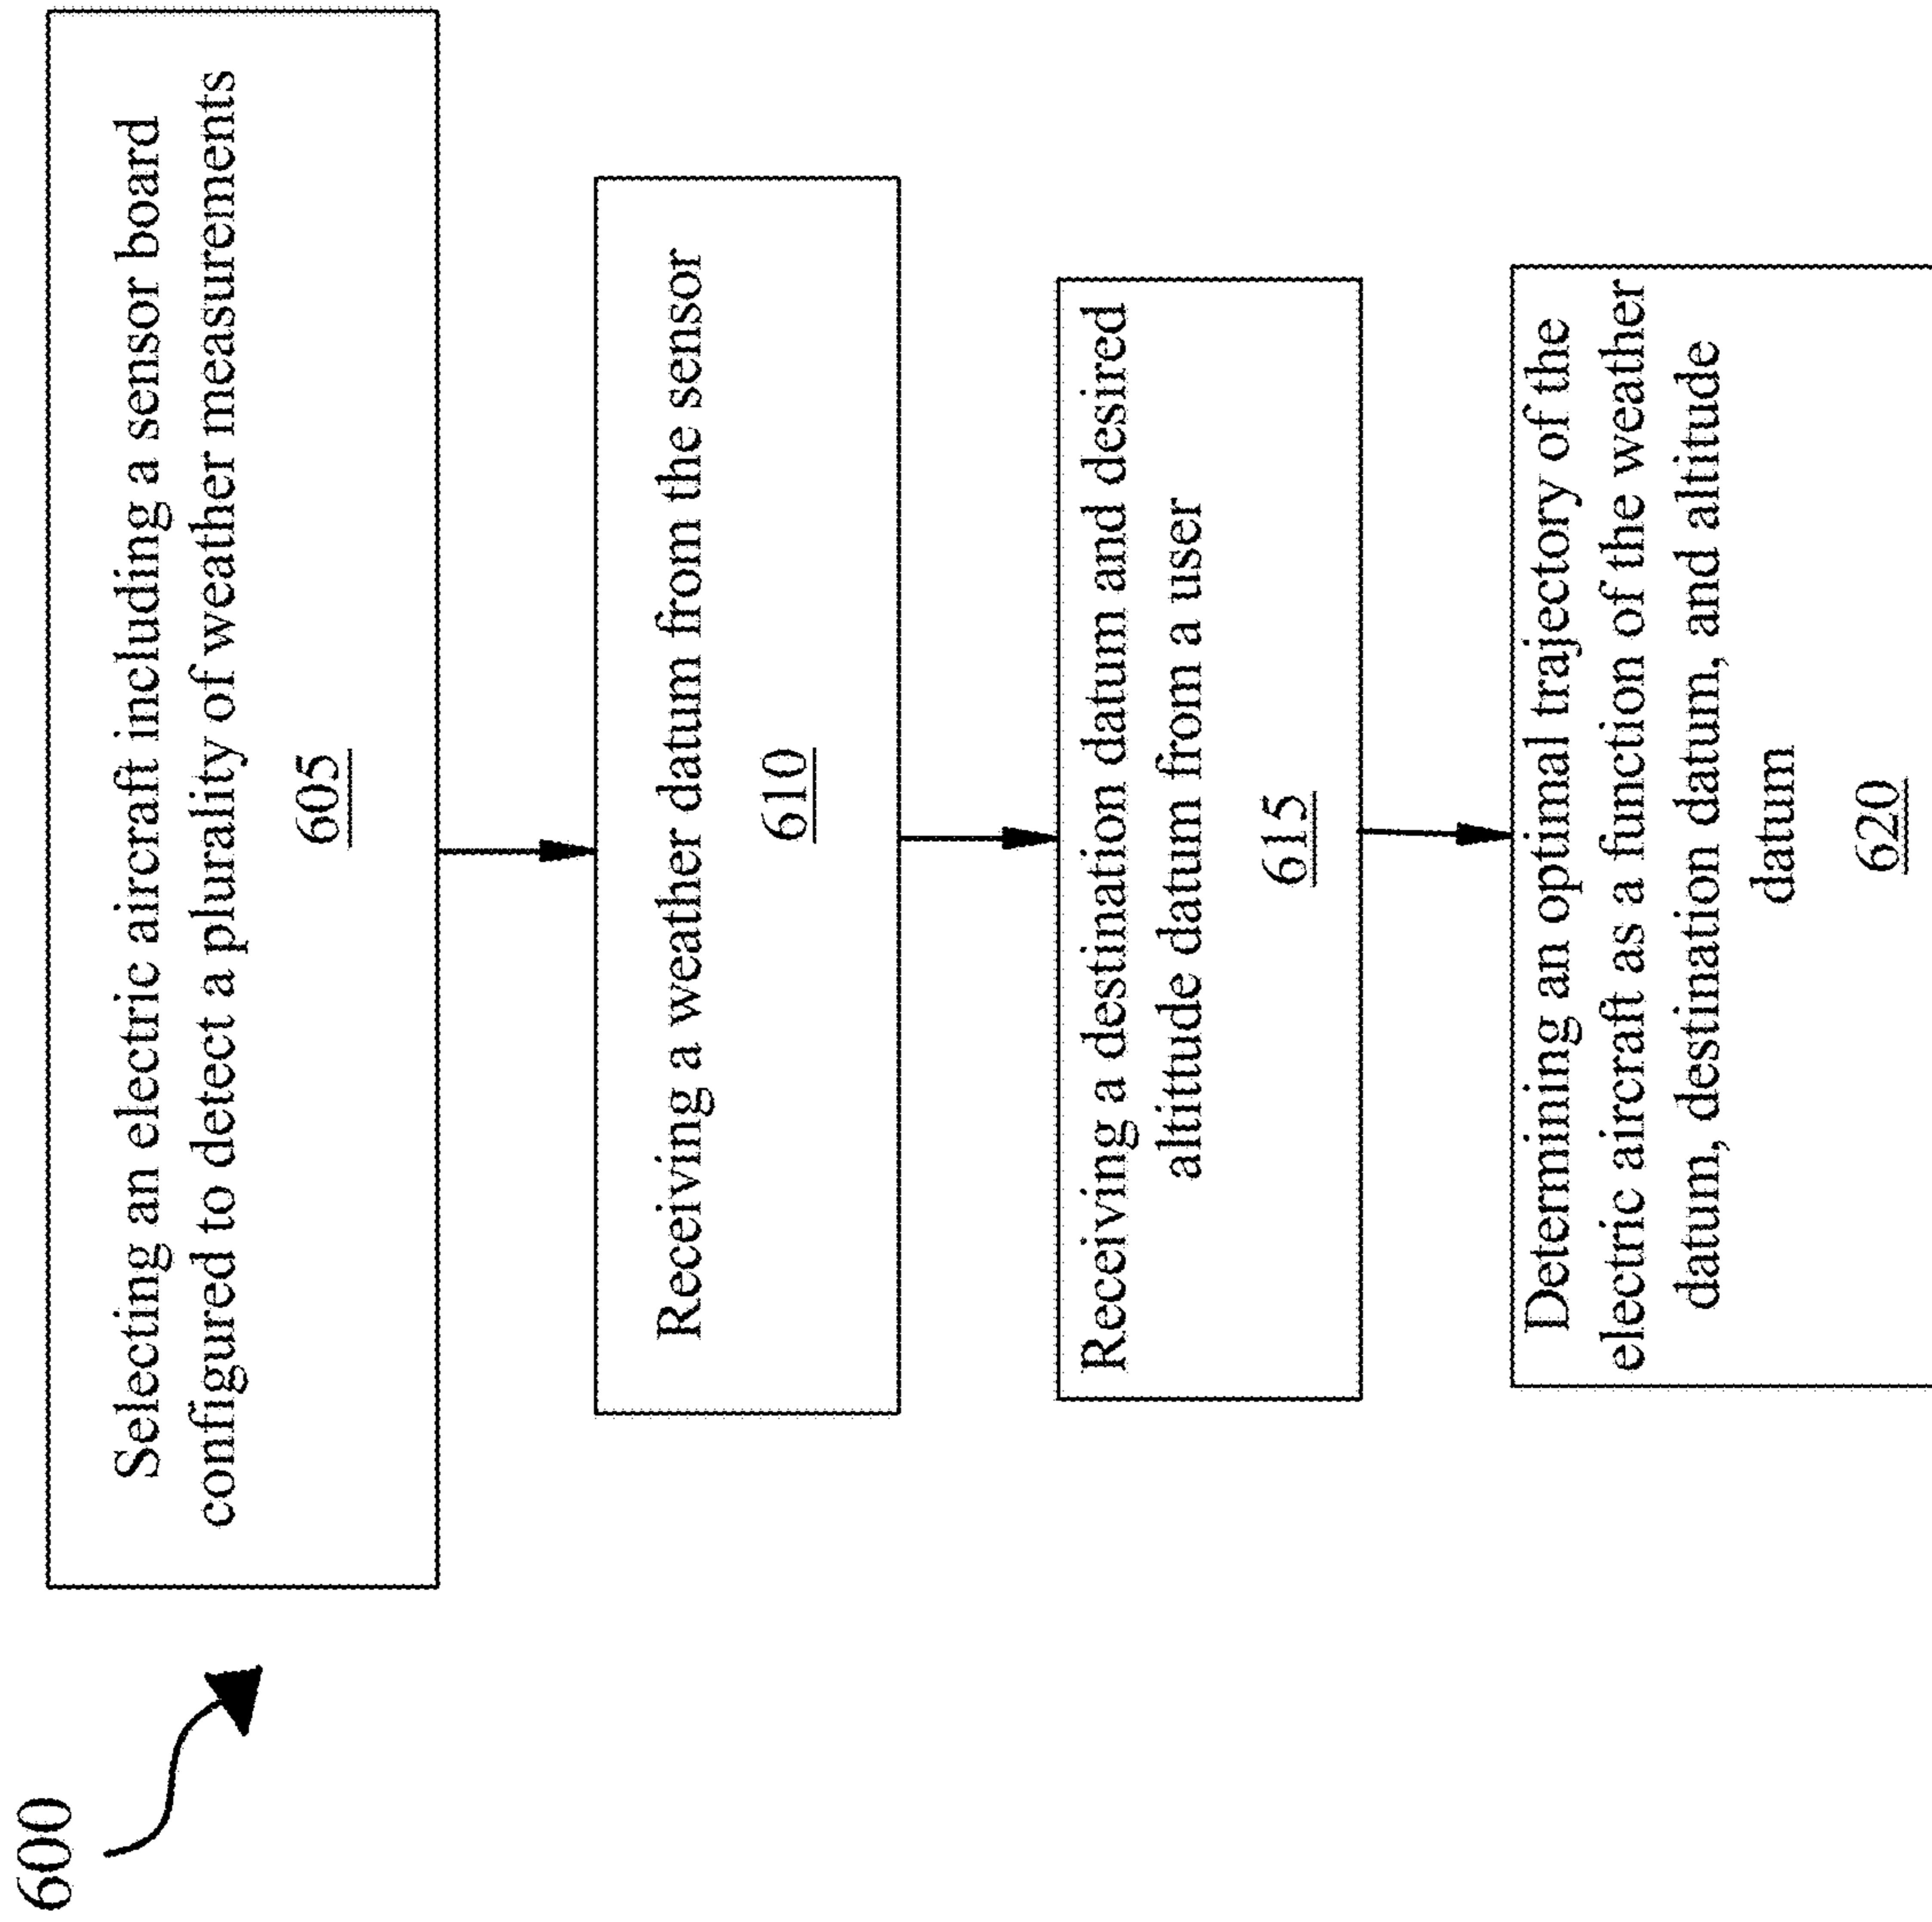 600
Selecting an electric aircraft including a sensor board
configured to detect a plurality of weather measurements
605
Receiving a weather datum from the sensor
610
Receiving a destination datum and desired
altitude datum from a user
615
Determining an optimal trajectory of the
electric aircraft as a function of the weather
datum, destination datum, and altitude
datum
620